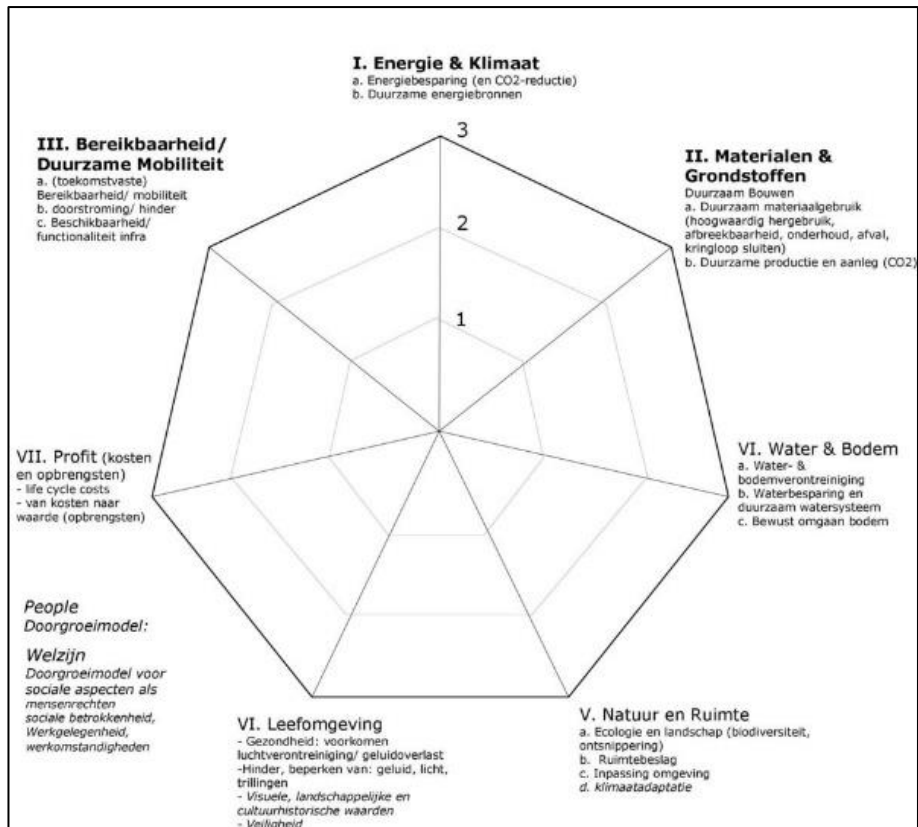 I. Energie & Klimaat
a. Energiebesparing (en CO2-reductie)
b. Duurzame energiebronnen
3
2
1
II. Materialen &
Grondstoffen
Duurzaam Bouwen
a. Duurzaam materiaalgebruik
(hoogwaardig hergebruik,
afbreekbaarheid, onderhoud, afval,
kringloop sluiten)
b. Duurzame productie en aanleg (CO2)
III. Bereikbaarheid/
Duurzame Mobiliteit
a. (toekomstvaste)
Bereikbaarheid/ mobiliteit
b. doorstroming/ hinder
c. Beschikbaarheid/
functionaliteit infra
VI. Water & Bodem
a. Water- &
bodemverontreiniging
b. Waterbesparing en
duurzaam watersysteem
c. Bewust omgaan bodem
VII. Profit (kosten
en opbrengsten)
- life cycle costs
- van kosten naar
waarde (opbrengsten)
People
Doorgroeimodel:
Welzijn
Doorgroeimodel voor
sociale aspecten als
mensenrechten
sociale betrokkenheid,
Werkgelegenheid,
werkomstandigheden
VI. Leefomgeving
- Gezondheid: voorkomen
luchtverontreiniging/ geluidoverlast
-Hinder, beperken van: geluid, licht,
trillingen
- Visuele, landschappelijke en
cultuurhistorische waarden
- Veiligheid
V. Natuur en Ruimte
a. Ecologie en landschap (biodiversiteit,
ontsnippering)
b. Ruimtebeslag
c. Inpassing omgeving
d. klimaatadaptatie